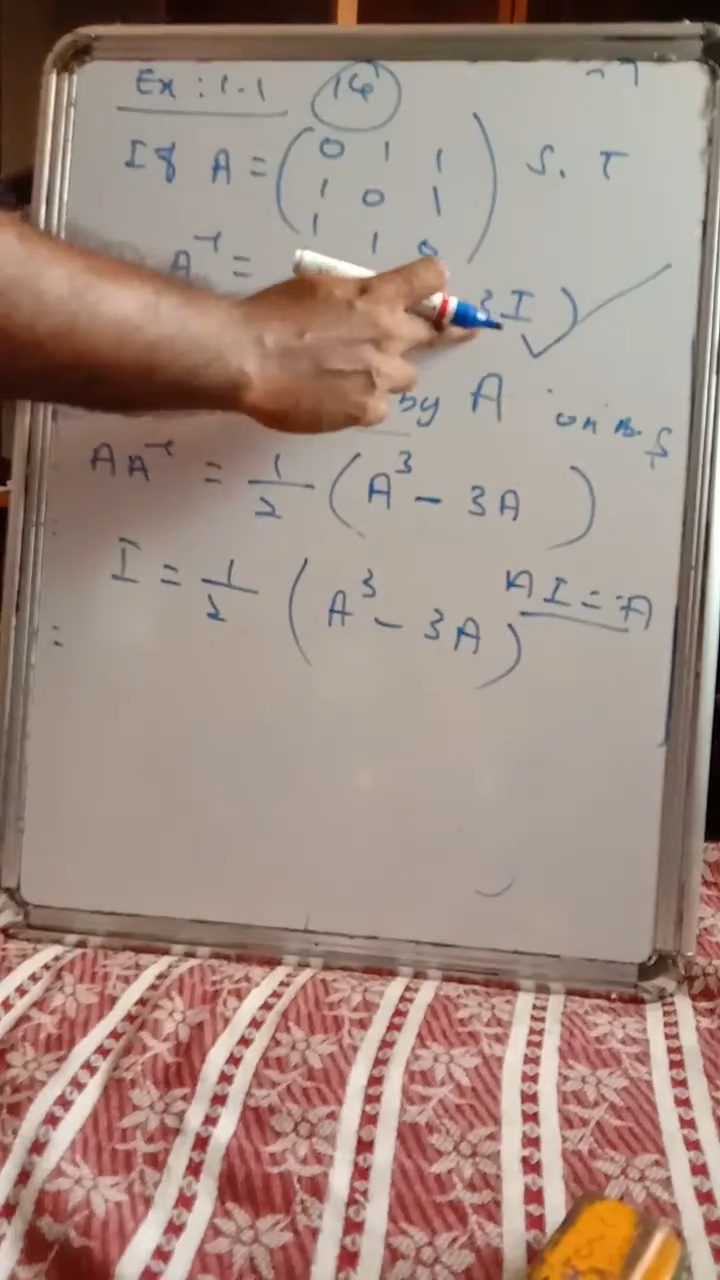 Ex : 1.1 14
If A = ( 0 1 1 ) S. T
1 0 1
1 1 0
A⁻¹ = 3I )
by A on b.s
AA⁻¹ = 1/2 ( A³ - 3A )
I = 1/2 ( A³ - 3A ) AI = A